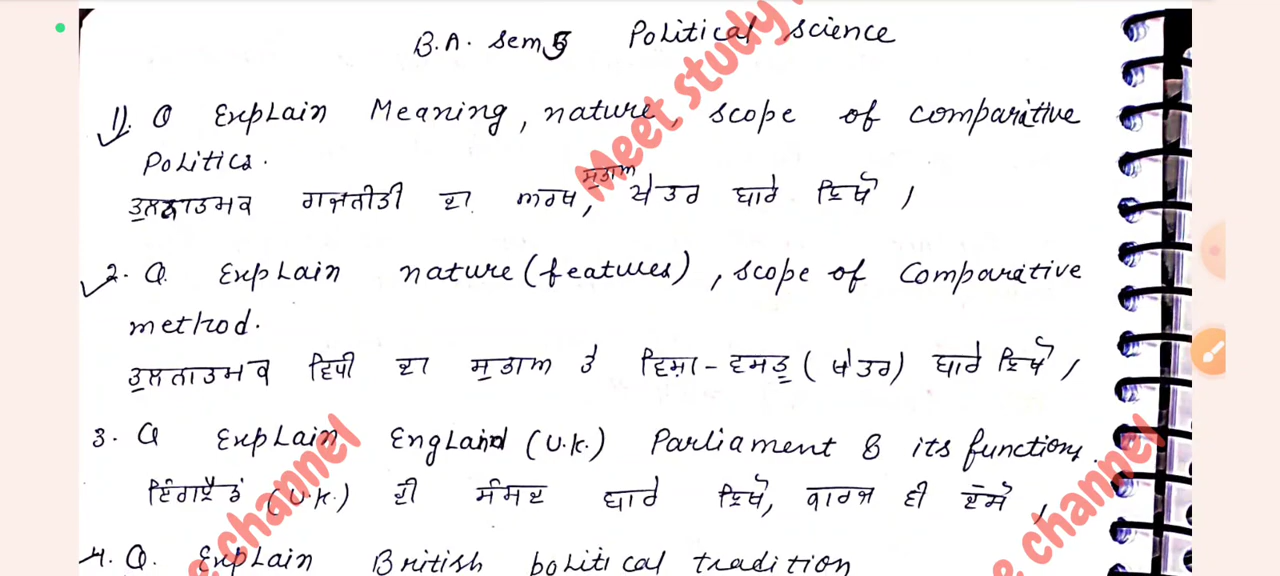 B.A. Sem 5 Political Science
1). Q Explain Meaning, nature, scope of comparitive
Politics.
ਤੁਲਨਾਤਮਕ ਰਾਜਨੀਤੀ ਦਾ ਅਰਥ, ਸੁਭਾਅ ਖੇਤਰ ਬਾਰੇ ਲਿਖੋ ।
2. Q. Explain nature (features), scope of Comparative
method.
ਤੁਲਨਾਤਮਕ ਵਿਧੀ ਦਾ ਸੁਭਾਅ ਤੇ ਵਿਸ਼ਾ-ਵਸਤੂ (ਖੇਤਰ) ਬਾਰੇ ਲਿਖੋ ।
3. Q Explain England (U.K.) Parliament & its functions.
ਇੰਗਲੈਂਡ (U.K.) ਦੀ ਸੰਸਦ ਬਾਰੇ ਲਿਖੋ, ਕਾਰਜ ਵੀ ਦੱਸੋ ।
4. Q. Explain British political tradition
Meet study
channel
channel